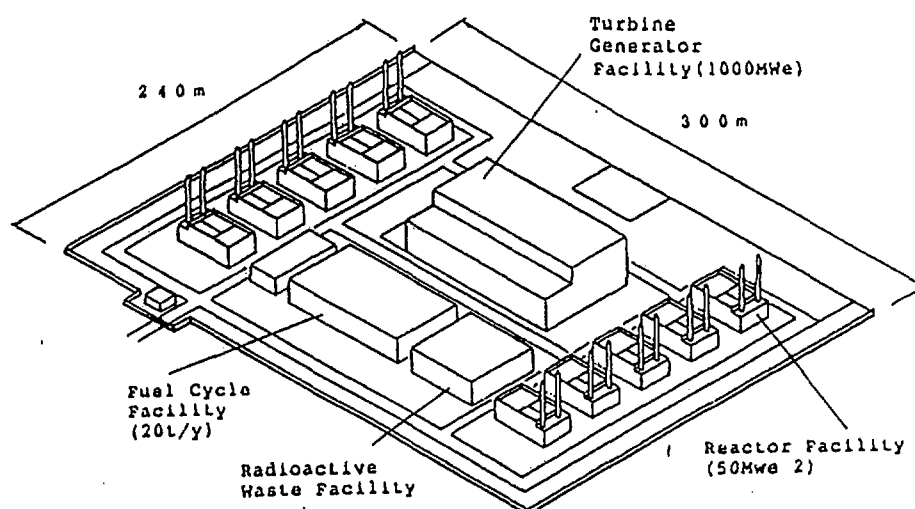 Turbine
Generator
Facility(1000MWe)
240m
300m
Fuel Cycle
Facility
(20t/y)
Radioactive
Waste Facility
Reactor Facility
(50Mwe 2)